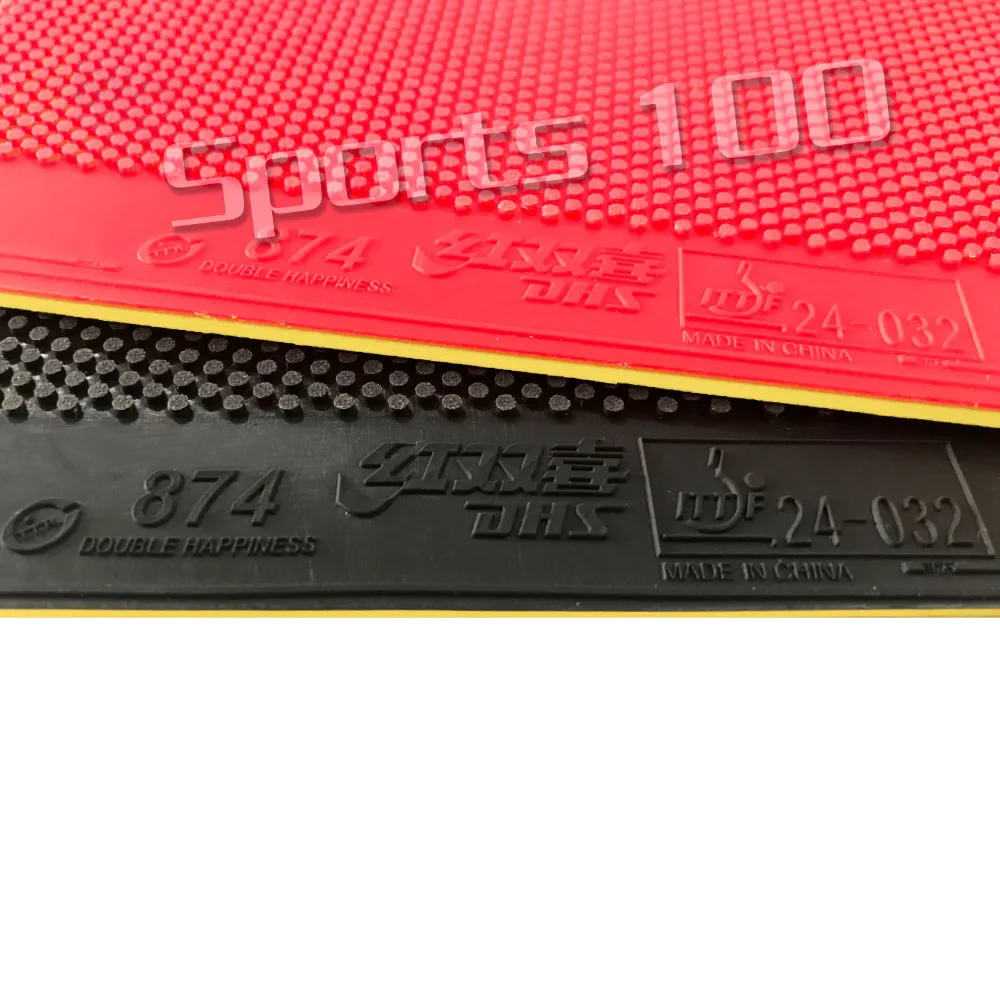 Sports 100
874
DOUBLE HAPPINESS
红双喜
DHS
ITTF 24-032
MADE IN CHINA
874
DOUBLE HAPPINESS
红双喜
DHS
ITTF 24-032
MADE IN CHINA